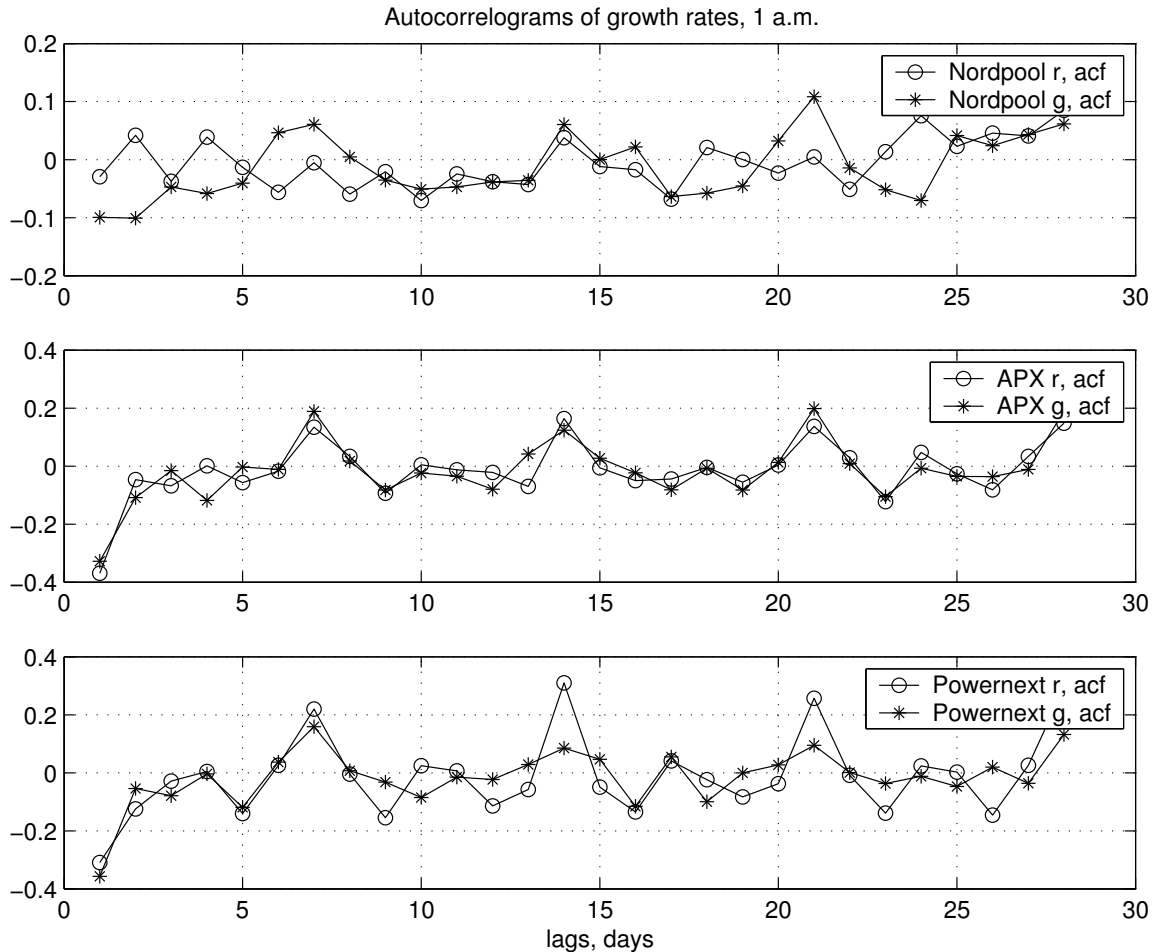 Autocorrelograms of growth rates, 1 a.m.
0.2
0.1
0
−0.1
−0.2
0 5 10 15 20 25 30
Nordpool r, acf
Nordpool g, acf
0.4
0.2
0
−0.2
−0.4
0 5 10 15 20 25 30
APX r, acf
APX g, acf
0.4
0.2
0
−0.2
−0.4
0 5 10 15 20 25 30
Powernext r, acf
Powernext g, acf
lags, days